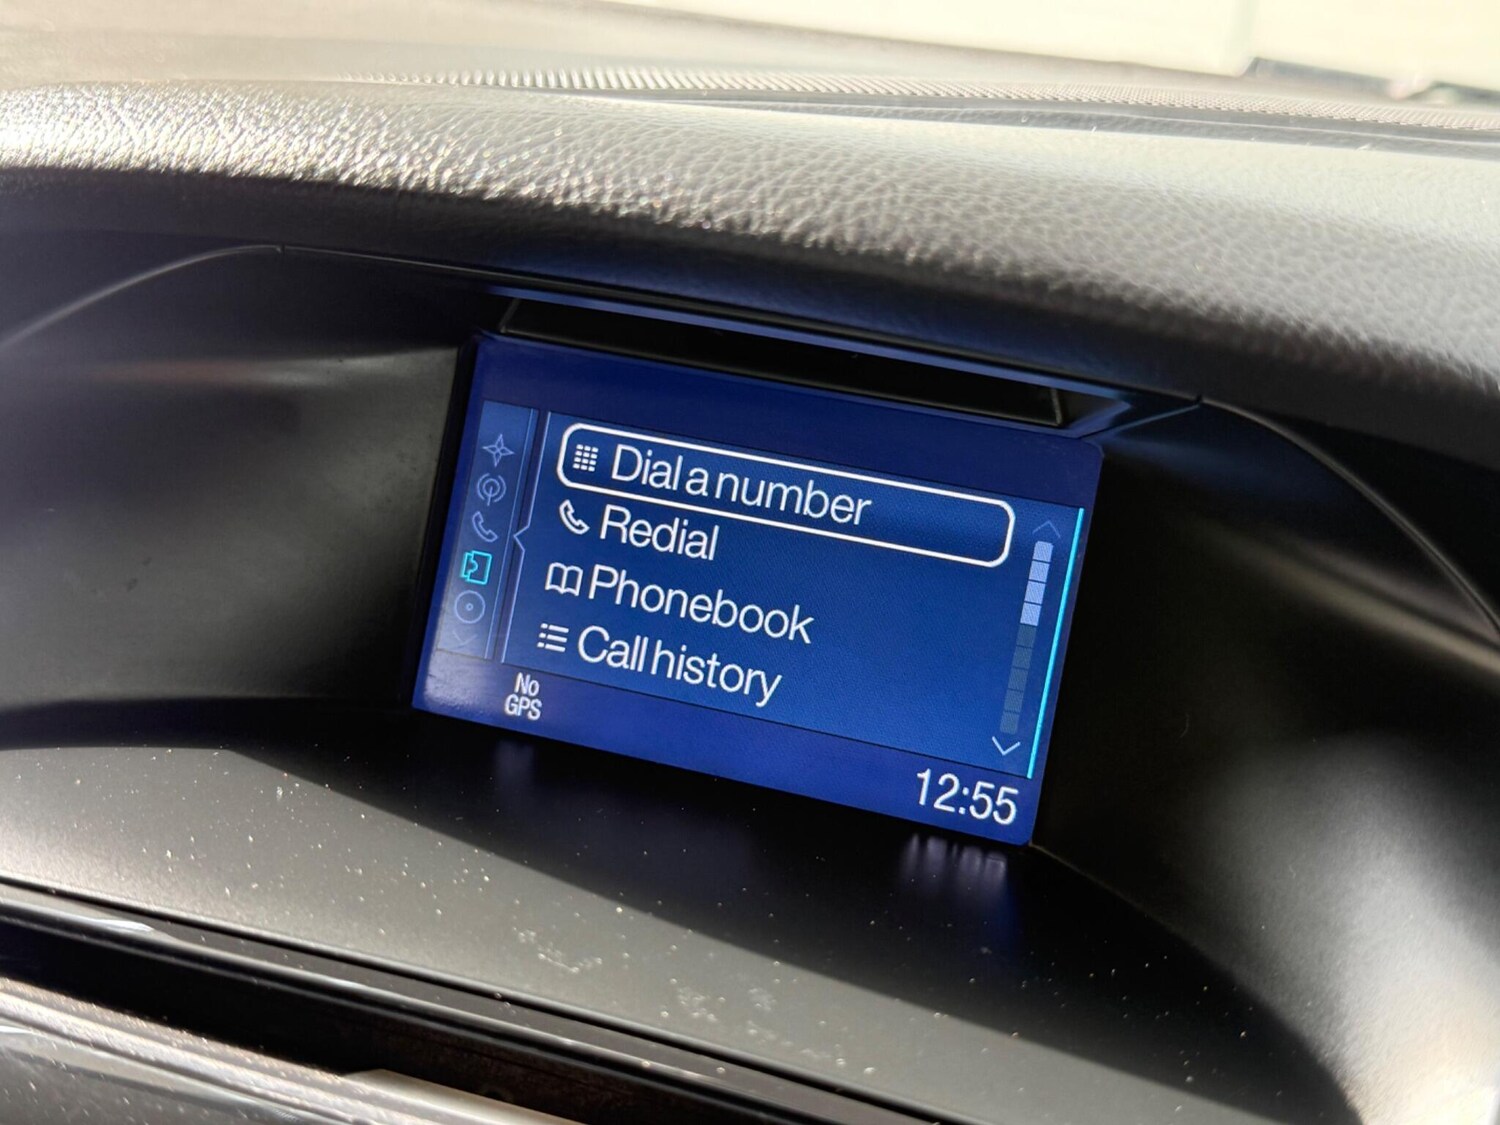 Dial a number
Redial
Phonebook
Call history
No
GPS
12:55